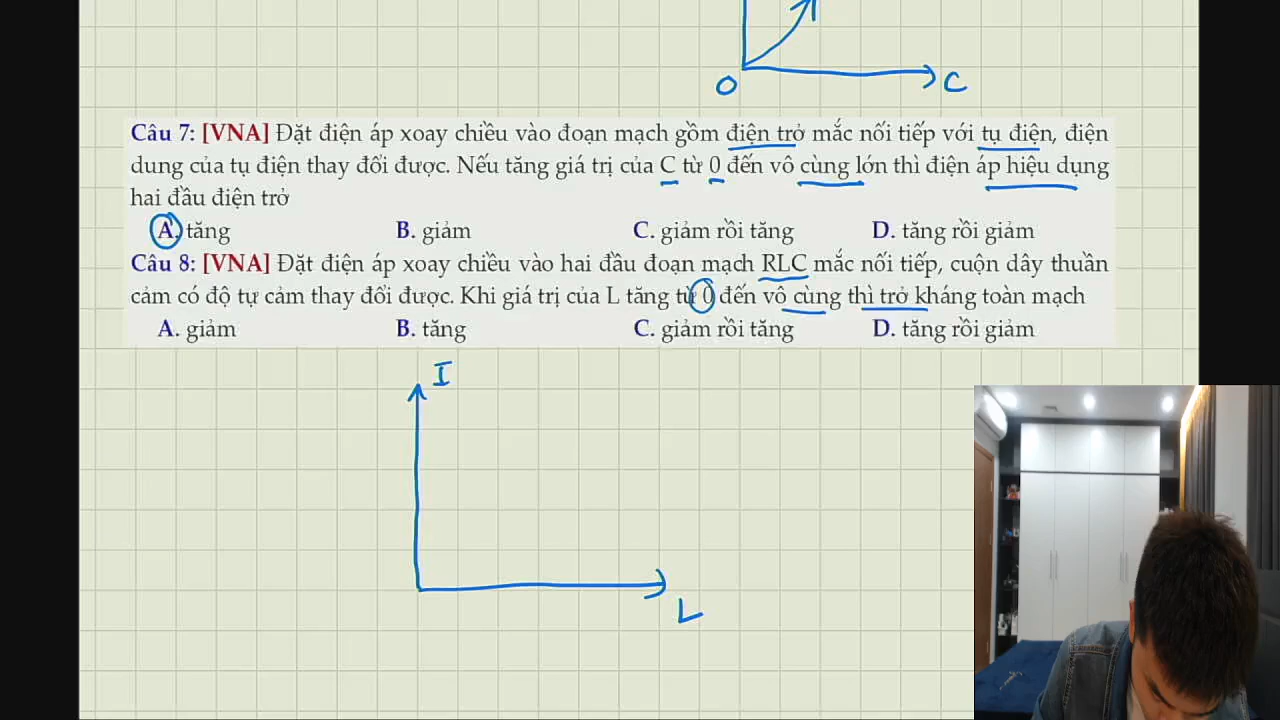 O
C
Câu 7: [VNA] Đặt điện áp xoay chiều vào đoạn mạch gồm điện trở mắc nối tiếp với tụ điện, điện
dung của tụ điện thay đổi được. Nếu tăng giá trị của C từ 0 đến vô cùng lớn thì điện áp hiệu dụng
hai đầu điện trở
A. tăng B. giảm C. giảm rồi tăng D. tăng rồi giảm
Câu 8: [VNA] Đặt điện áp xoay chiều vào hai đầu đoạn mạch RLC mắc nối tiếp, cuộn dây thuần
cảm có độ tự cảm thay đổi được. Khi giá trị của L tăng từ 0 đến vô cùng thì trở kháng toàn mạch
A. giảm B. tăng C. giảm rồi tăng D. tăng rồi giảm
I
L